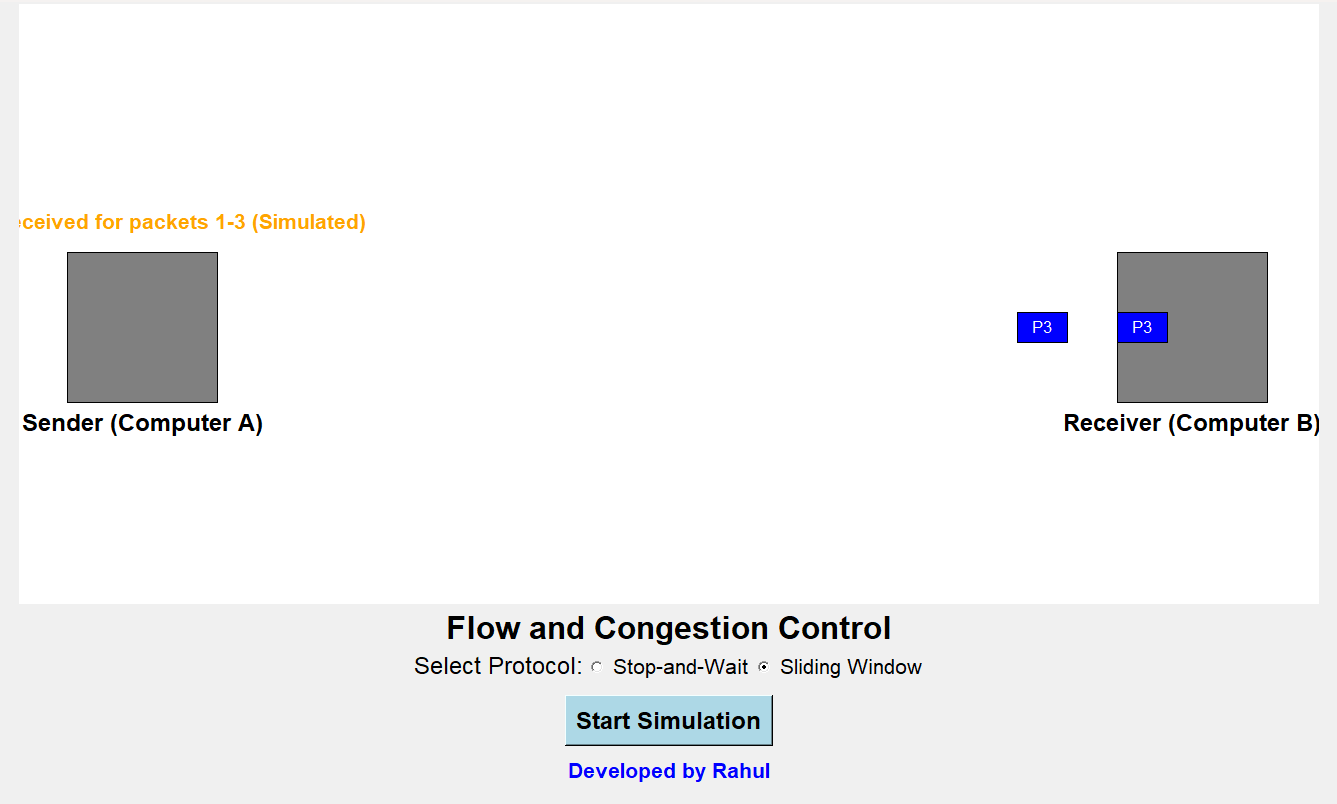 ceived for packets 1-3 (Simulated)
P3 P3
Sender (Computer A) Receiver (Computer B)
Flow and Congestion Control
Select Protocol: Stop-and-Wait Sliding Window
Start Simulation
Developed by Rahul